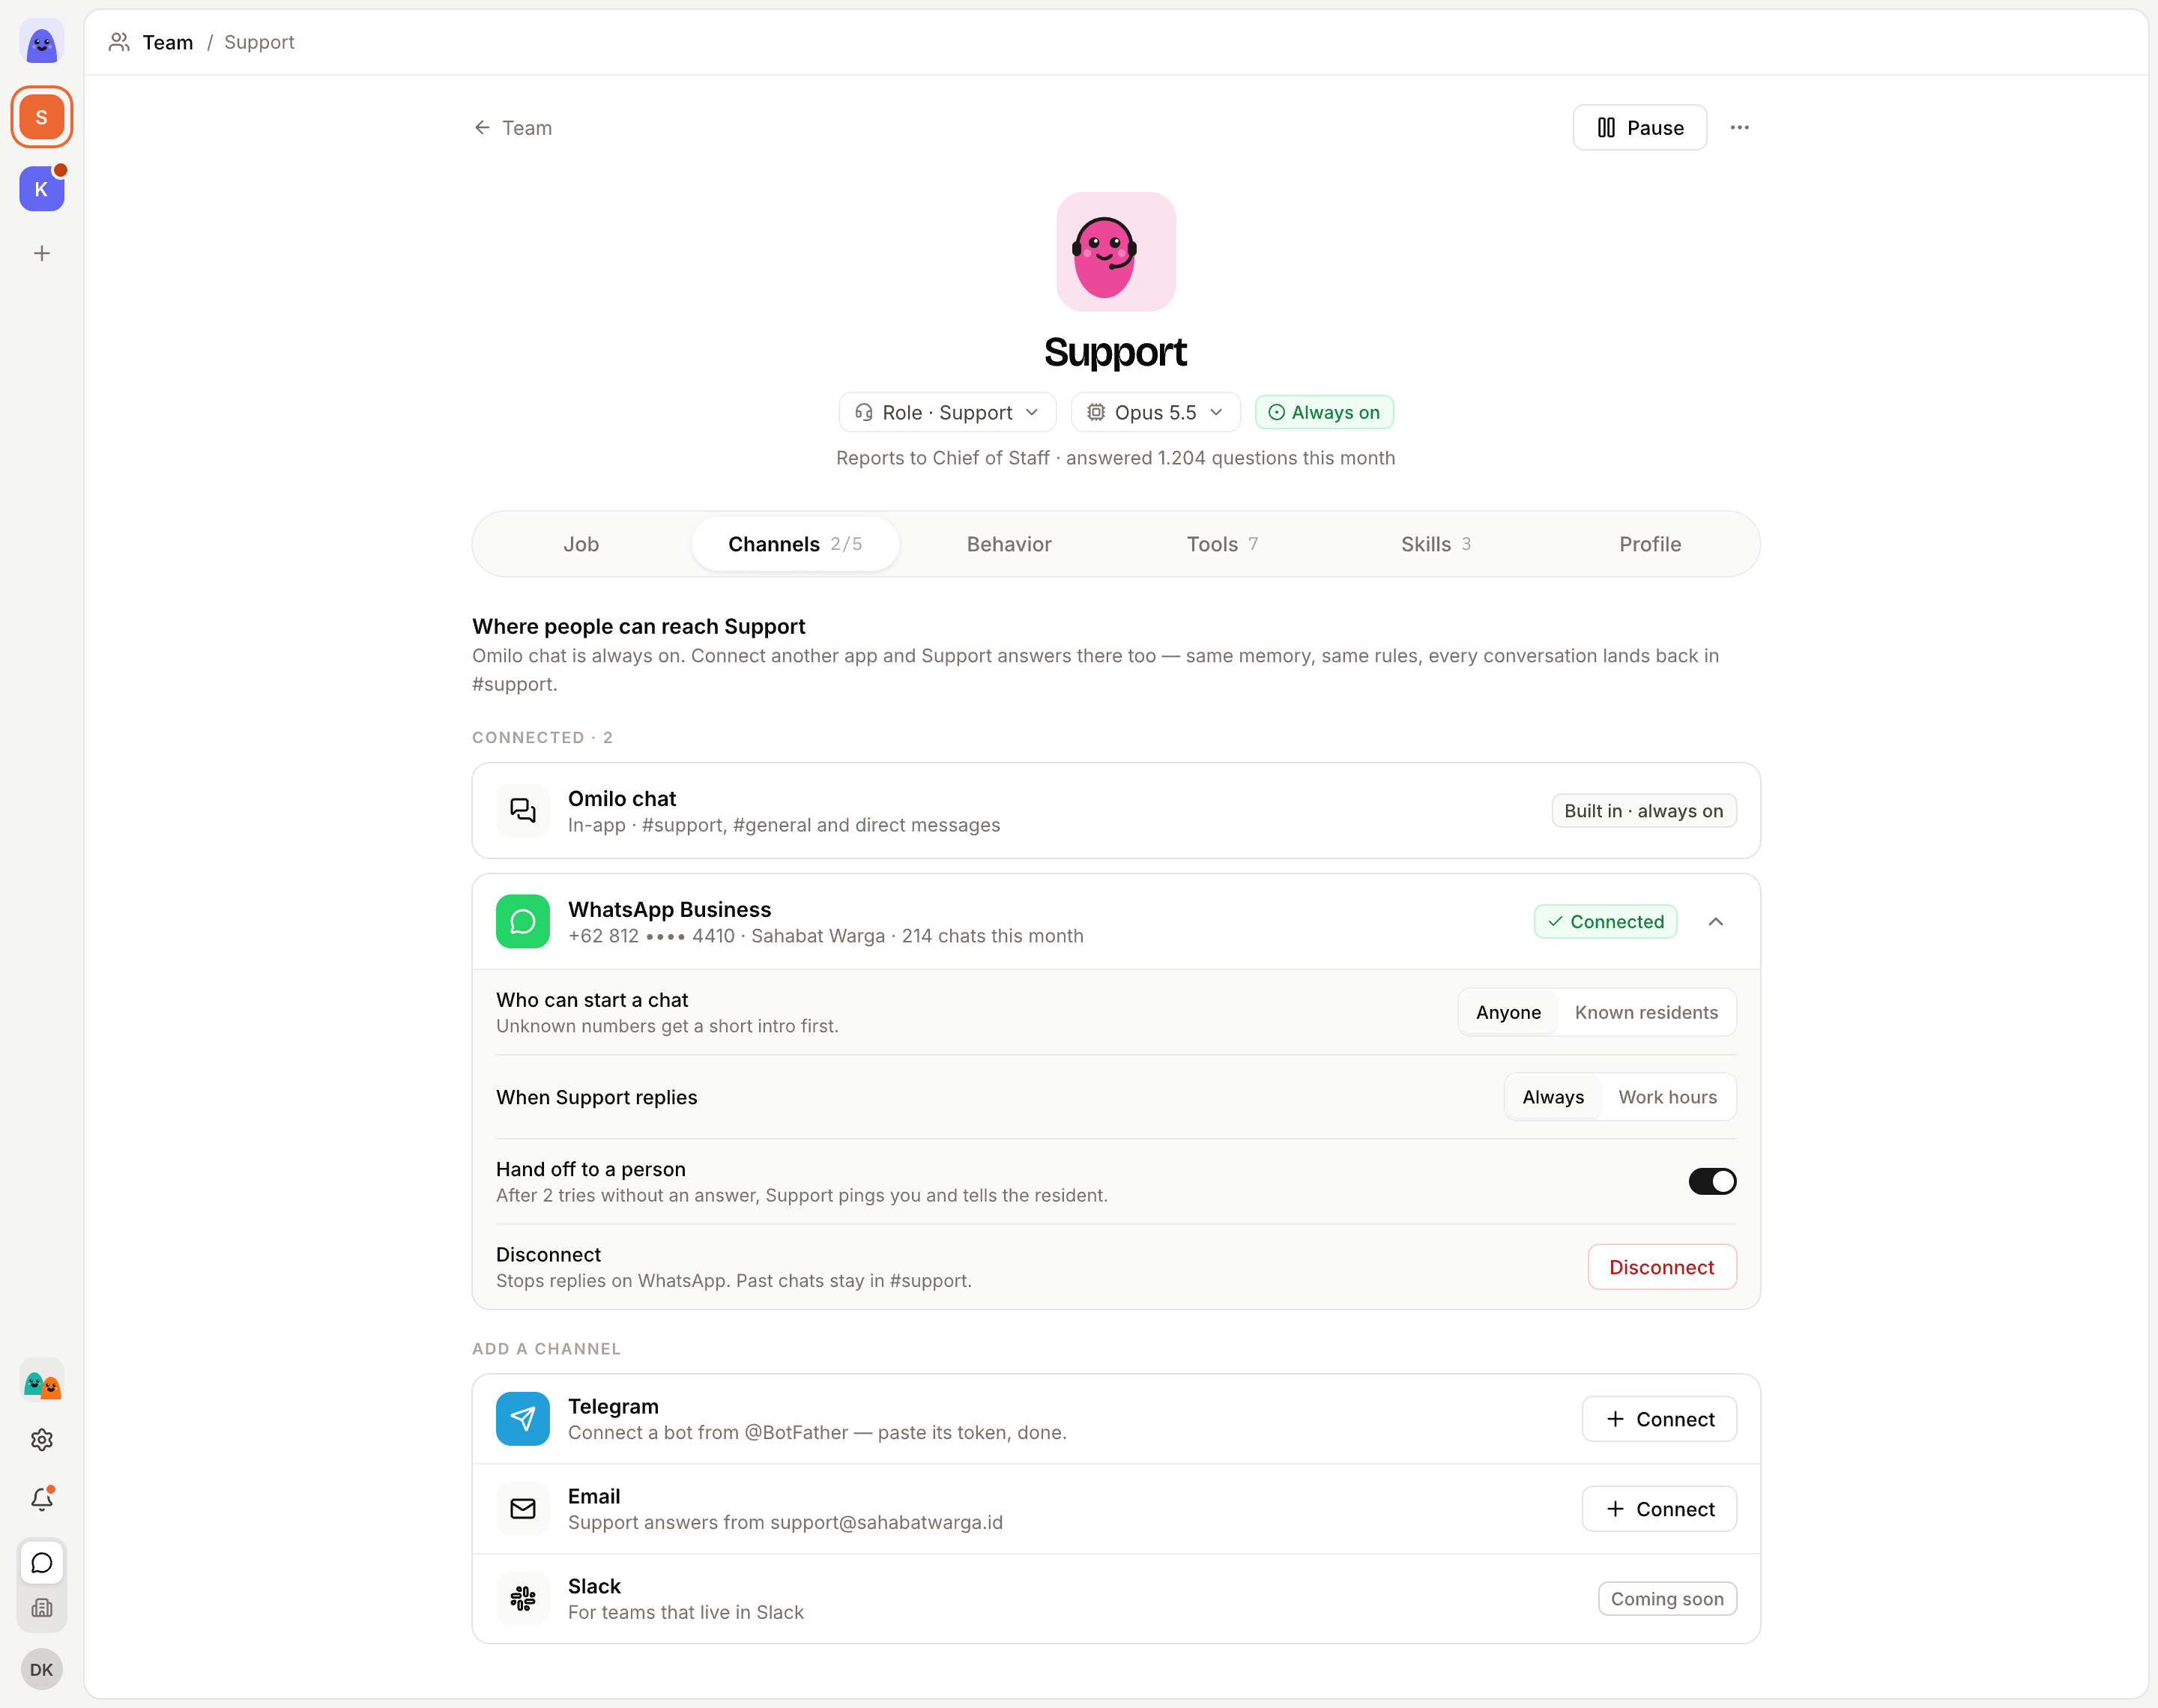 Team / Support
S
K
Team
Pause
Support
Role · Support
Opus 5.5
Always on
Reports to Chief of Staff · answered 1.204 questions this month
Job
Channels 2/5
Behavior
Tools 7
Skills 3
Profile
Where people can reach Support
Omilo chat is always on. Connect another app and Support answers there too — same memory, same rules, every conversation lands back in
#support.
CONNECTED · 2
Omilo chat
In-app · #support, #general and direct messages
Built in · always on
WhatsApp Business
+62 812 •••• 4410 · Sahabat Warga · 214 chats this month
Connected
Who can start a chat
Unknown numbers get a short intro first.
Anyone
Known residents
When Support replies
Always
Work hours
Hand off to a person
After 2 tries without an answer, Support pings you and tells the resident.
Disconnect
Stops replies on WhatsApp. Past chats stay in #support.
Disconnect
ADD A CHANNEL
Telegram
Connect a bot from @BotFather — paste its token, done.
Connect
Email
Support answers from support@sahabatwarga.id
Connect
Slack
For teams that live in Slack
Coming soon
DK